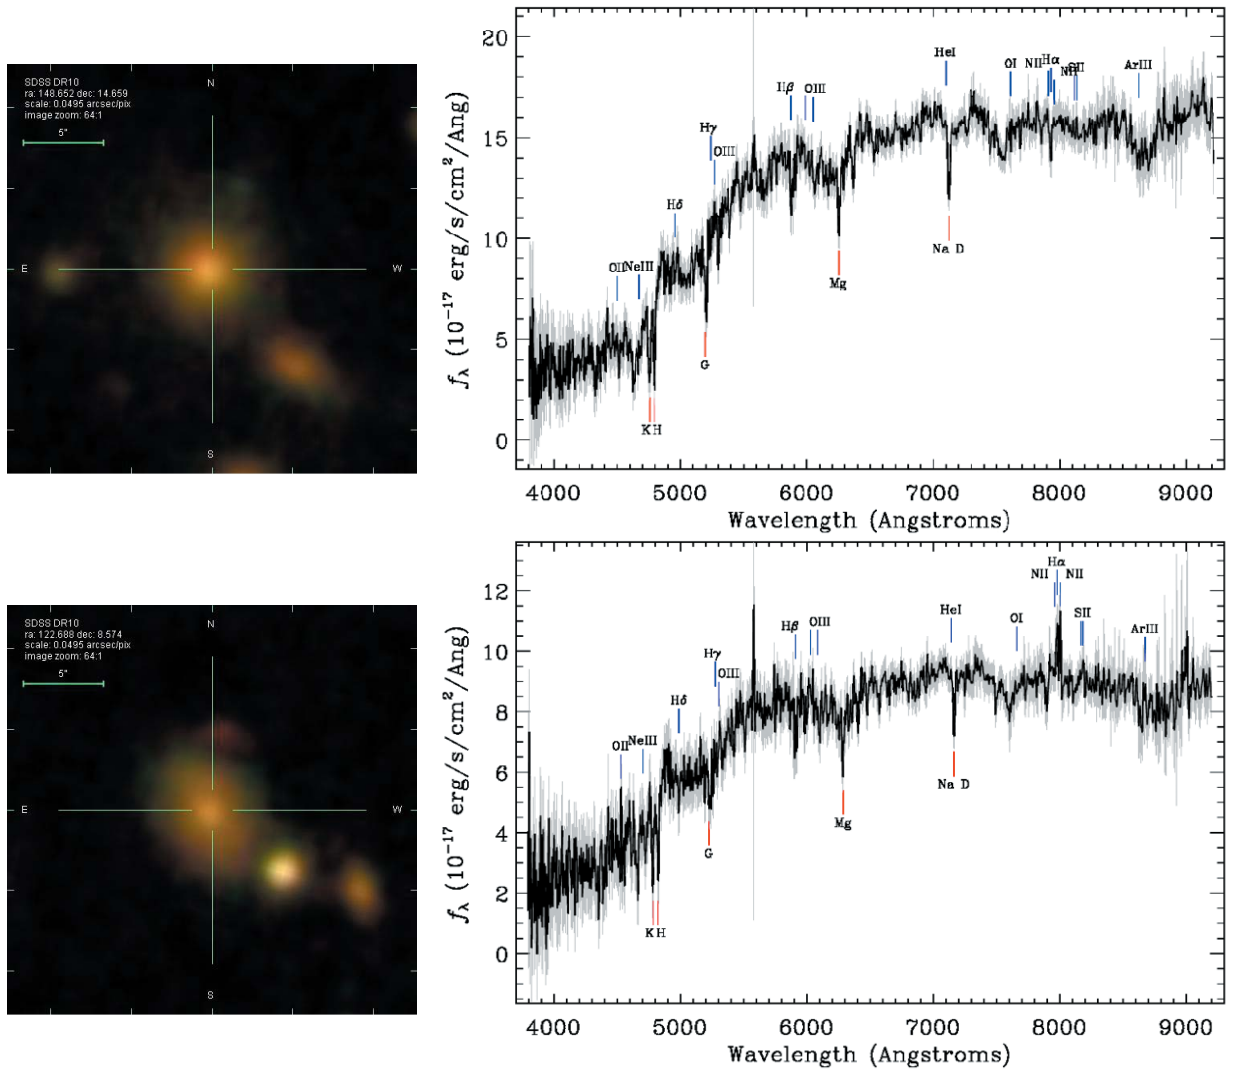 SDSS DR10
ra: 148.652 dec: 14.659
scale: 0.0495 arcsec/pix
image zoom: 64:1
5"
N
E
W
S
20
15
10
5
0
f_λ (10⁻¹⁷ erg/s/cm²/Ang)
OII NeIII Hδ Hγ OIII Hβ OIII HeI OI NII Hα NII SII ArIII
K H G Mg Na D
4000 5000 6000 7000 8000 9000
Wavelength (Angstroms)
SDSS DR10
ra: 122.688 dec: 8.574
scale: 0.0495 arcsec/pix
image zoom: 64:1
5"
N
E
W
S
12
10
8
6
4
2
0
f_λ (10⁻¹⁷ erg/s/cm²/Ang)
OII NeIII Hδ Hγ OIII Hβ OIII HeI OI NII Hα NII SII ArIII
K H G Mg Na D
4000 5000 6000 7000 8000 9000
Wavelength (Angstroms)